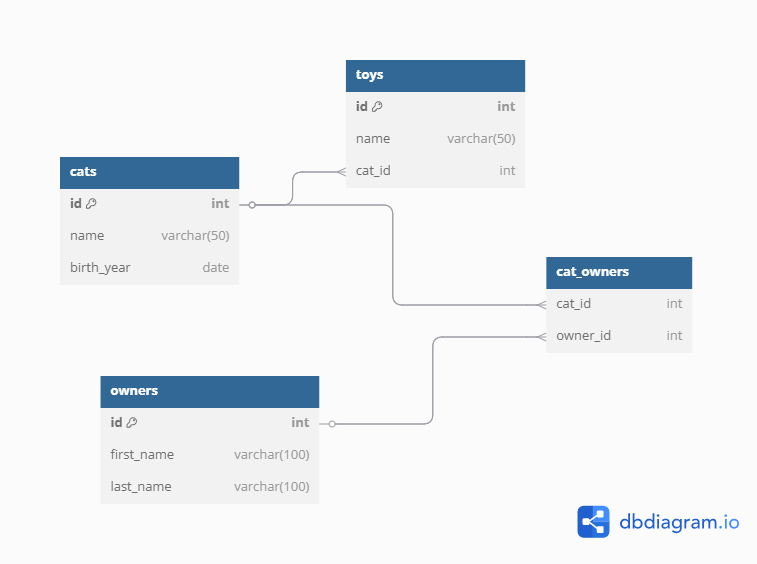 toys
id int
name varchar(50)
cat_id int
cats
id int
name varchar(50)
birth_year date
cat_owners
cat_id int
owner_id int
owners
id int
first_name varchar(100)
last_name varchar(100)
dbdiagram.io